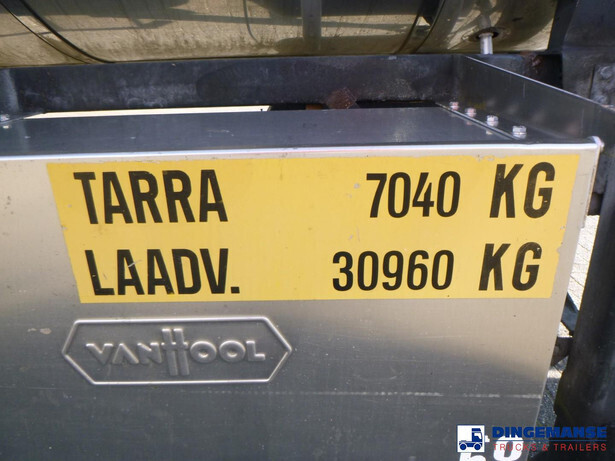 TARRA 7040 KG
LAADV. 30960 KG
VANHOOL
DINGEMANSE
TRUCKS & TRAILERS